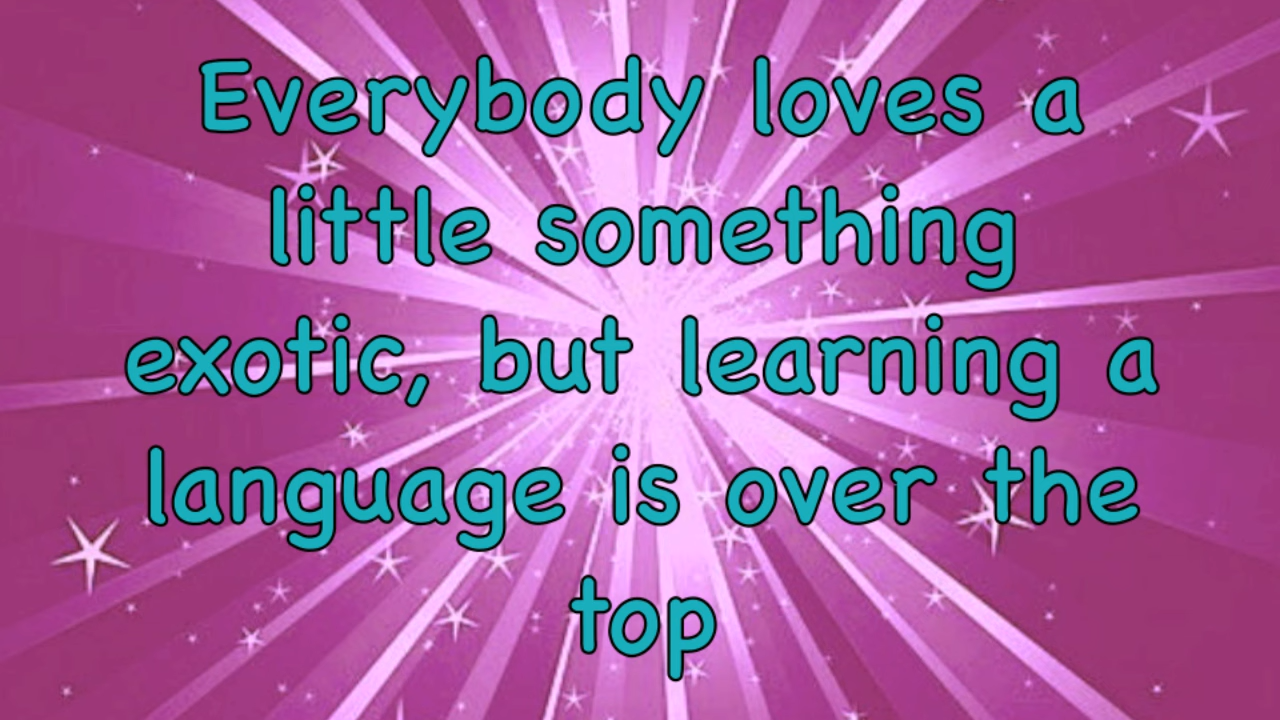 Everybody loves a
little something
exotic, but learning a
language is over the
top